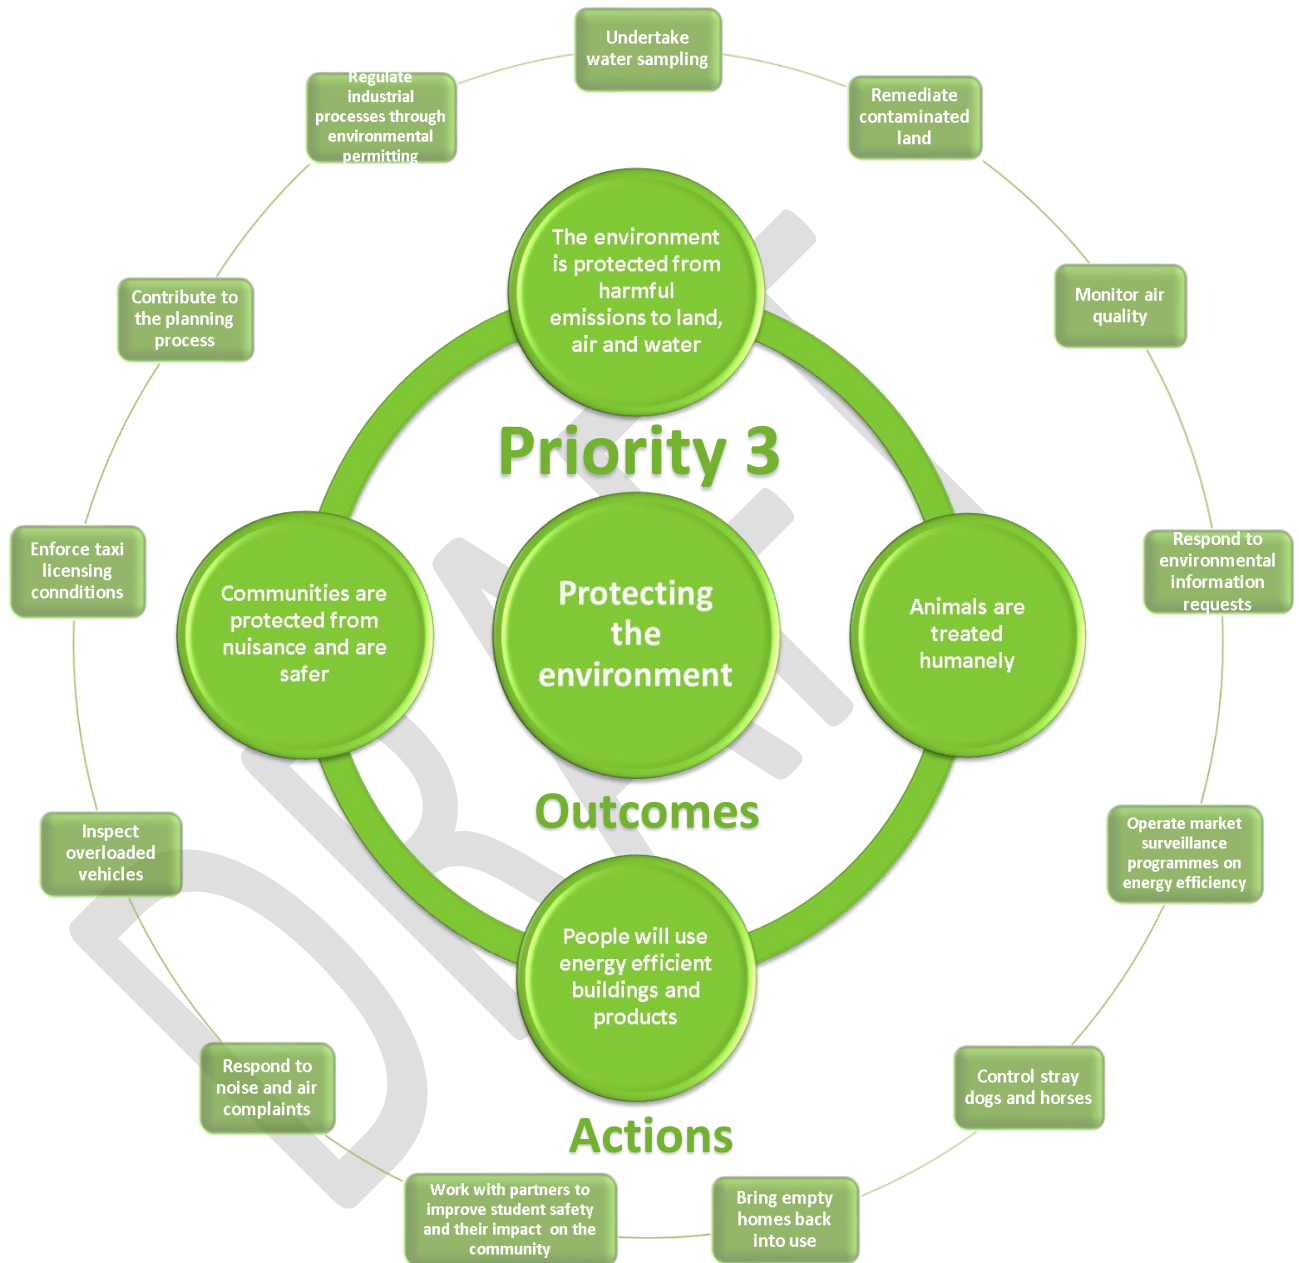 Undertake
water sampling
Regulate
industrial
processes through
environmental
permitting
Remediate
contaminated
land
The environment
is protected from
harmful
emissions to land,
air and water
Contribute to
the planning
process
Monitor air
quality
Priority 3
Enforce taxi
licensing
connditions
Respond to
environmental
information
requests
Communities are
protected from
nuisance and are
safer
Protecting
the
environment
Animals are
treated
humanely
Outcomes
Inspect
overloaded
vehicles
Operate market
surveillance
programmes on
energy efficiency
People will use
energy efficient
buildings and
products
Respond to
noise and air
complaints
Control stray
dogs and horses
Actions
Work with partners to
improve student safety
and their impact  on the
community
Bring empty
homes back
into use
DRAFT